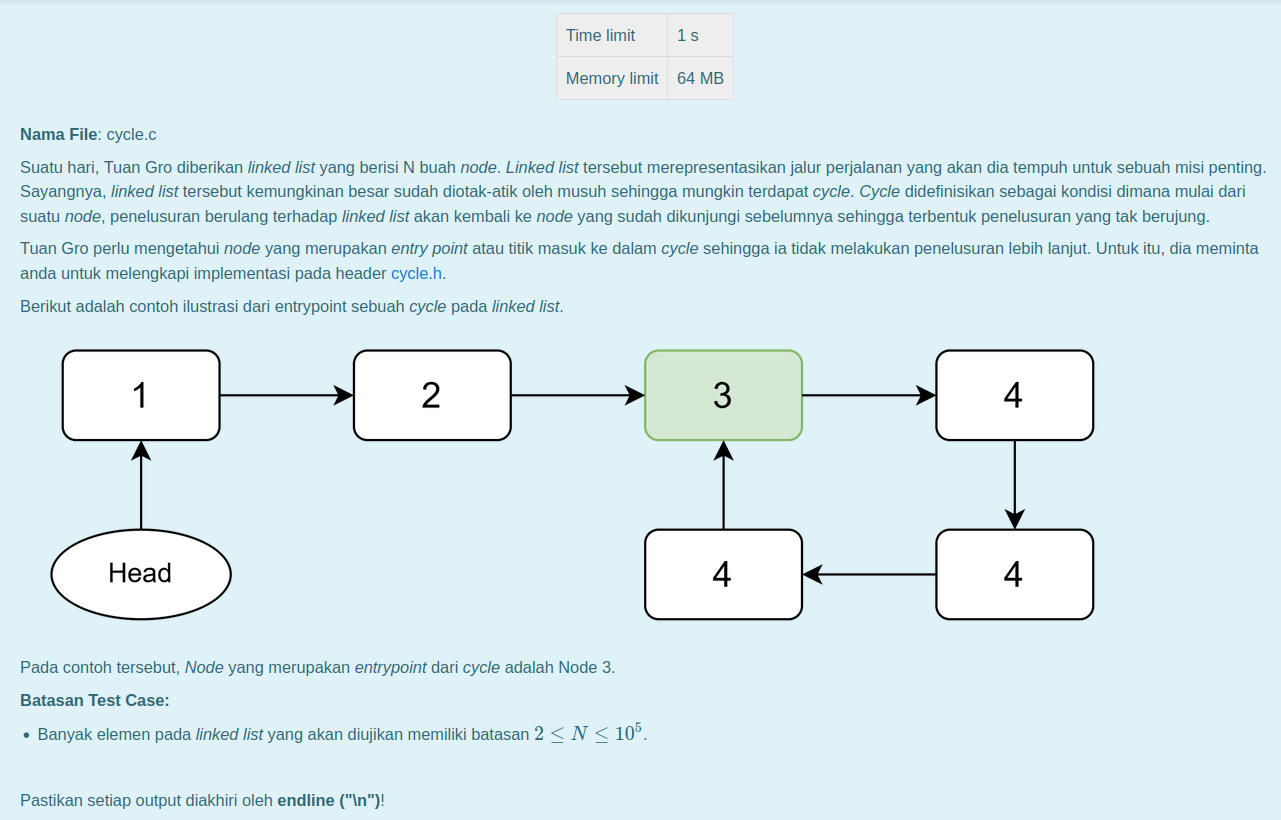 Time limit 1 s
Memory limit 64 MB
Nama File: cycle.c
Suatu hari, Tuan Gro diberikan linked list yang berisi N buah node. Linked list tersebut merepresentasikan jalur perjalanan yang akan dia tempuh untuk sebuah misi penting.
Sayangnya, linked list tersebut kemungkinan besar sudah diotak-atik oleh musuh sehingga mungkin terdapat cycle. Cycle didefinisikan sebagai kondisi dimana mulai dari
suatu node, penelusuran berulang terhadap linked list akan kembali ke node yang sudah dikunjungi sebelumnya sehingga terbentuk penelusuran yang tak berujung.
Tuan Gro perlu mengetahui node yang merupakan entry point atau titik masuk ke dalam cycle sehingga ia tidak melakukan penelusuran lebih lanjut. Untuk itu, dia meminta
anda untuk melengkapi implementasi pada header cycle.h.
Berikut adalah contoh ilustrasi dari entrypoint sebuah cycle pada linked list.
1 2 3 4
Head 4 4
Pada contoh tersebut, Node yang merupakan entrypoint dari cycle adalah Node 3.
Batasan Test Case:
• Banyak elemen pada linked list yang akan diujikan memiliki batasan 2 ≤ N ≤ 10⁵.
Pastikan setiap output diakhiri oleh endline ("\n")!